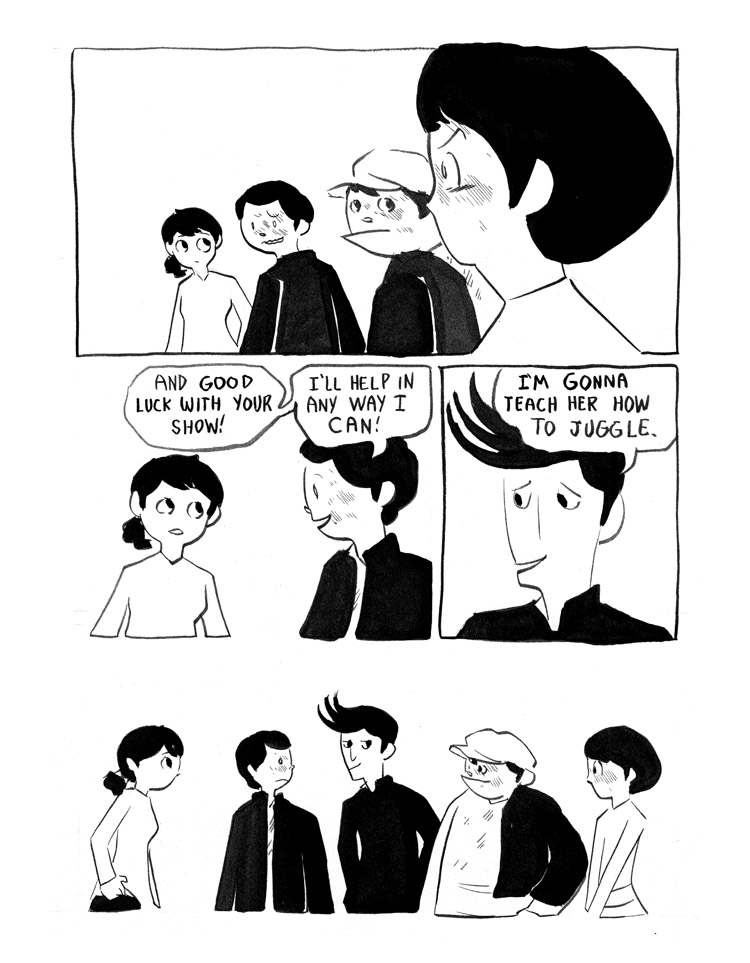 AND GOOD
LUCK WITH YOUR
SHOW!
I'LL HELP IN
ANY WAY I
CAN!
I'M GONNA
TEACH HER HOW
TO JUGGLE.